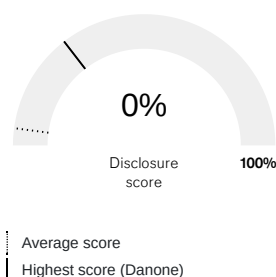 0%
Disclosure
score
100%
Average score
Highest score (Danone)